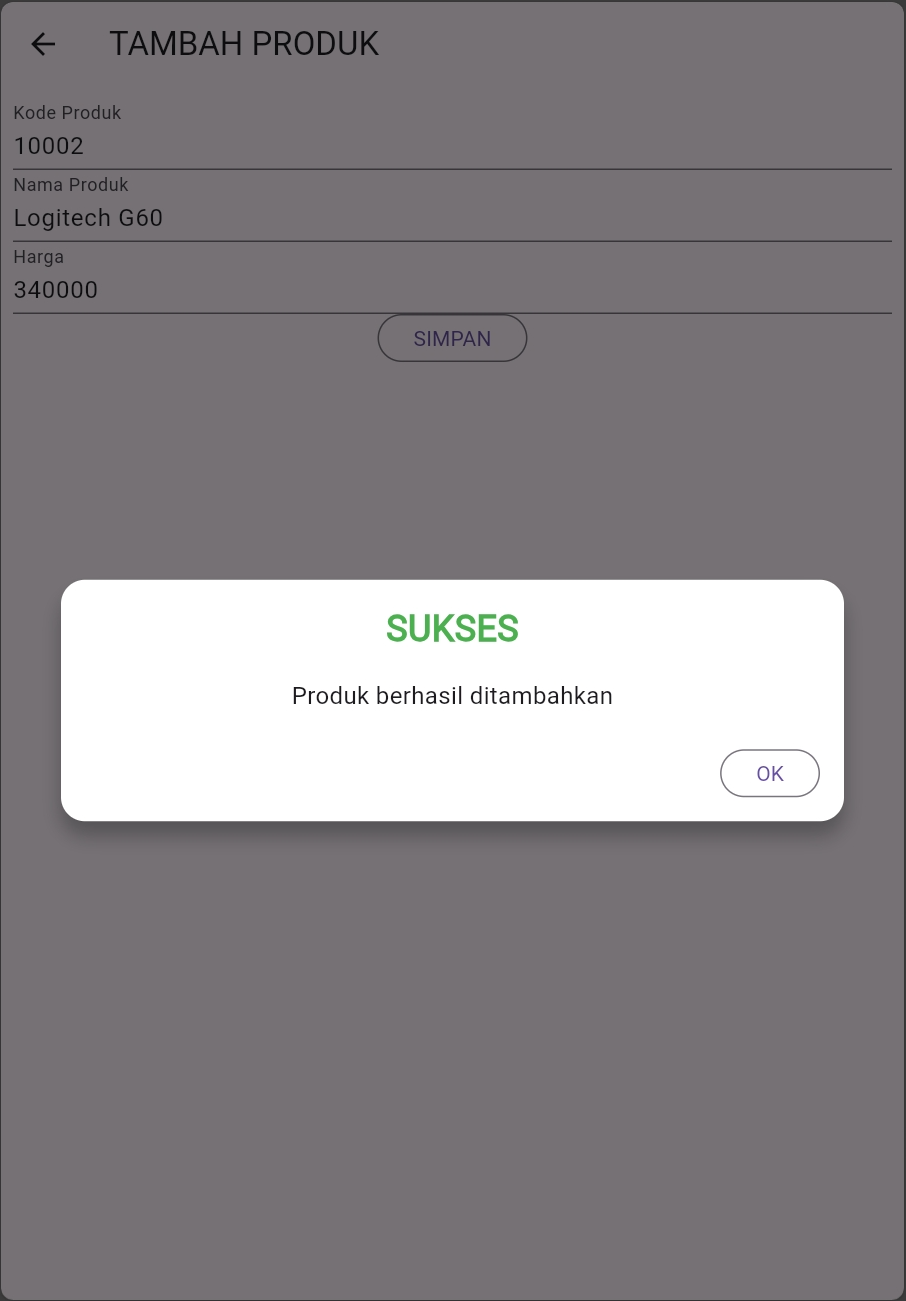 TAMBAH PRODUK
Kode Produk
10002
Nama Produk
Logitech G60
Harga
340000
SIMPAN
SUKSES
Produk berhasil ditambahkan
OK